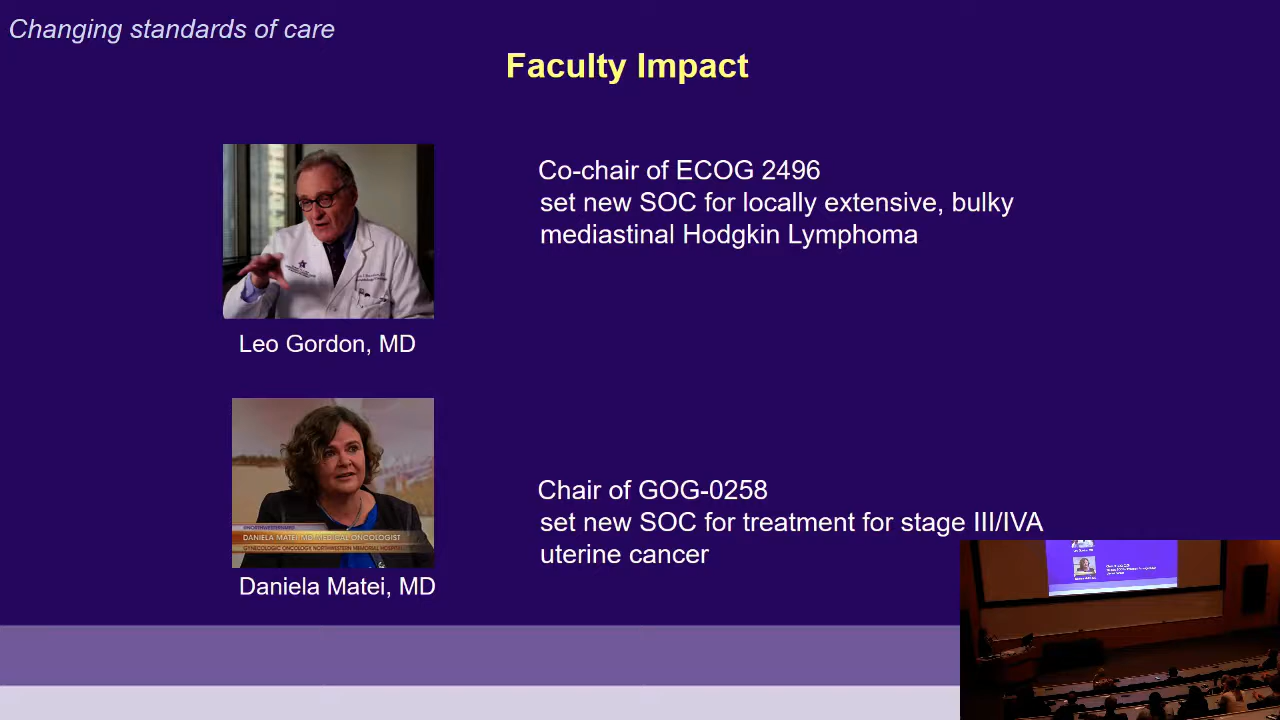 Changing standards of care
Faculty Impact
Co-chair of ECOG 2496
set new SOC for locally extensive, bulky
mediastinal Hodgkin Lymphoma
Leo Gordon, MD
DANIELA MATEI, MD, MEDICAL ONCOLOGIST
Chair of GOG-0258
set new SOC for treatment for stage III/IVA
uterine cancer
Daniela Matei, MD